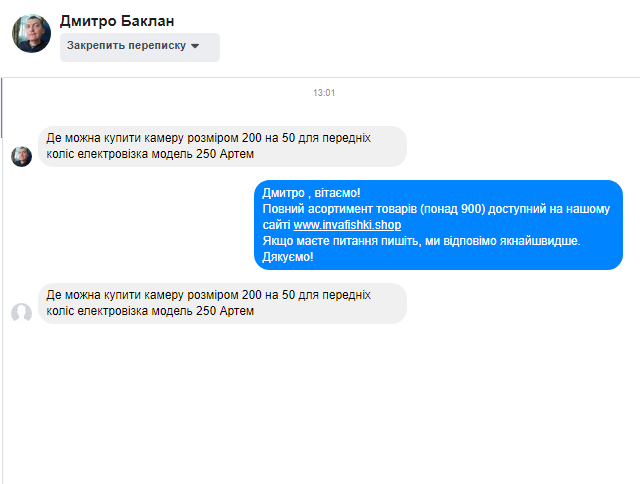 Дмитро Баклан
Закрепить переписку
13:01
Де можна купити камеру розміром 200 на 50 для передніх
коліс електровізка модель 250 Артем
Дмитро , вітаємо!
Повний асортимент товарів (понад 900) доступний на нашому
сайті www.invafishki.shop
Якщо маєте питання пишіть, ми відповімо якнайшвидше.
Дякуємо!
Де можна купити камеру розміром 200 на 50 для передніх
коліс електровізка модель 250 Артем